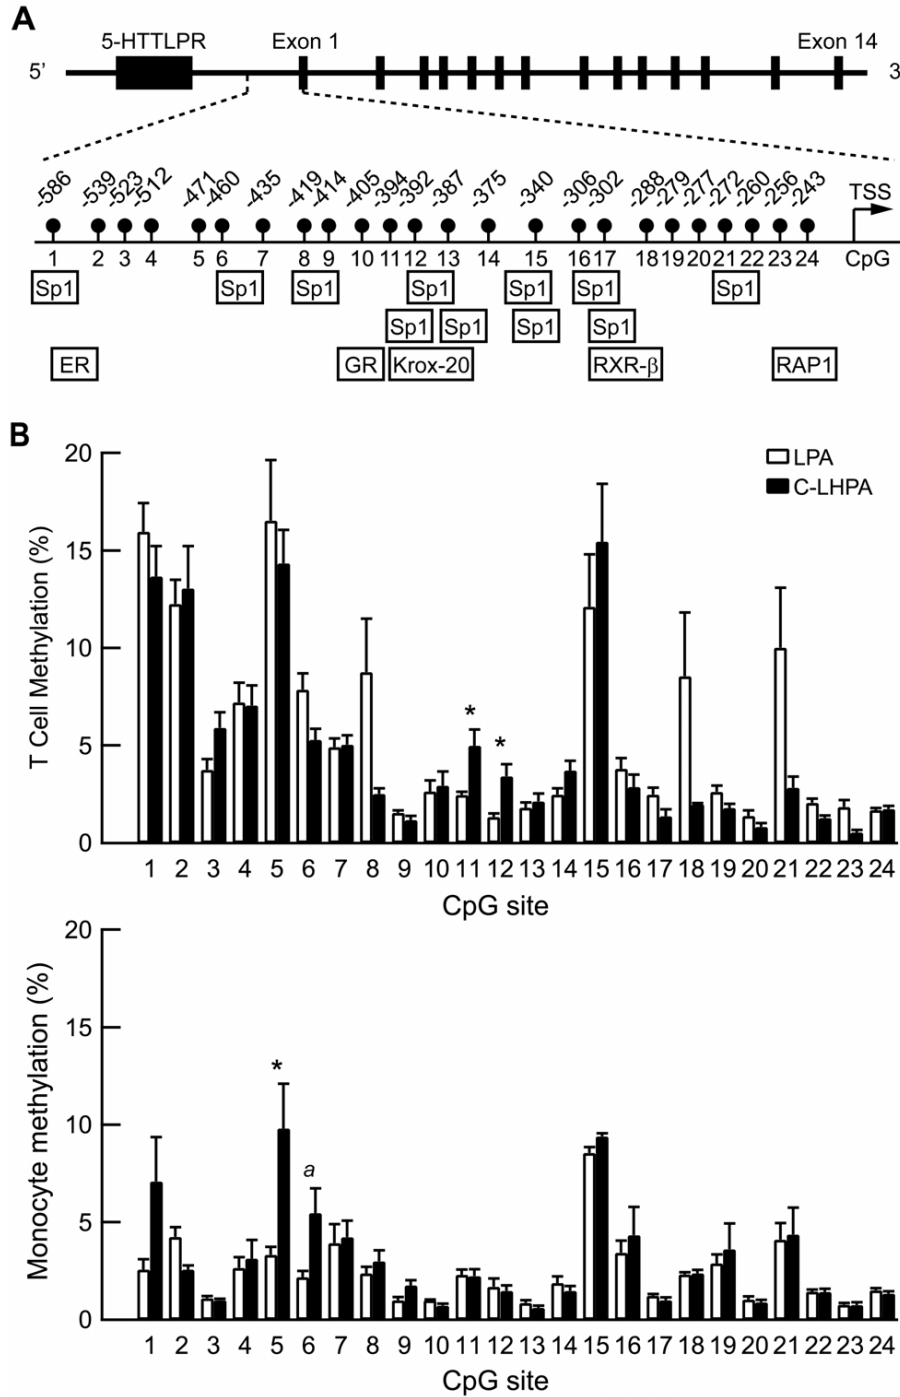 A
5-HTTLPR Exon 1 Exon 14
5’ 3
-586 -539 -523 -512 -471 -460 -435 -419 -414 -405 -394 -392 -387 -375 -340 -306 -302 -288 -279 -277 -272 -260 -256 -243 TSS
1 2 3 4 5 6 7 8 9 10 11 12 13 14 15 16 17 18 19 20 21 22 23 24 CpG
Sp1 Sp1 Sp1 Sp1 Sp1 Sp1 Sp1
Sp1 Sp1 Sp1 Sp1
ER GR Krox-20 RXR-β RAP1
B
T Cell Methylation (%)
20
15
10
5
0
LPA
C-LHPA
* *
1 2 3 4 5 6 7 8 9 10 11 12 13 14 15 16 17 18 19 20 21 22 23 24
CpG site
Monocyte methylation (%)
20
15
10
5
0
* a
1 2 3 4 5 6 7 8 9 10 11 12 13 14 15 16 17 18 19 20 21 22 23 24
CpG site